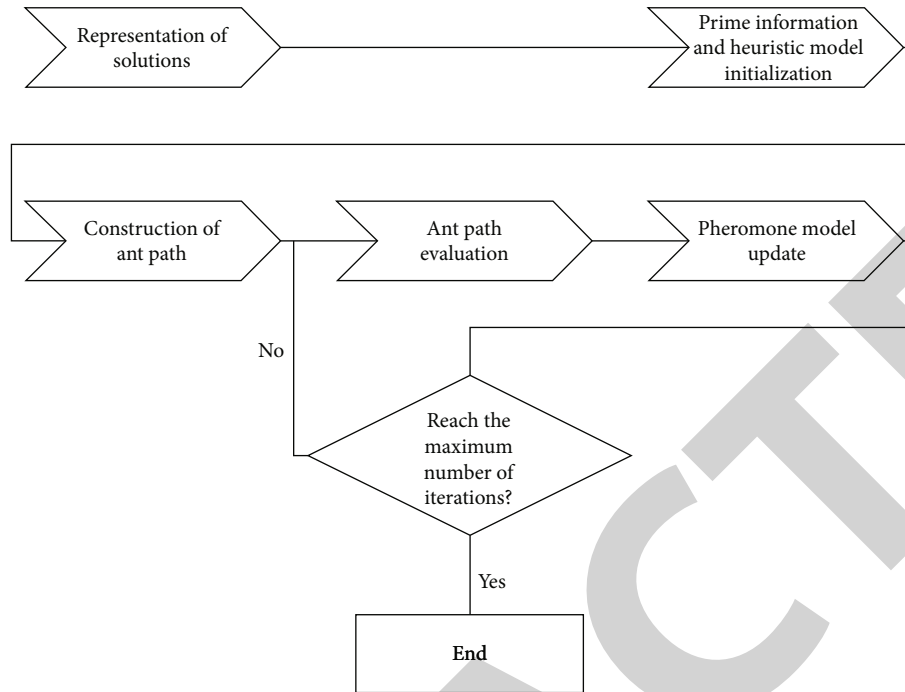 Representation of
solutions
Prime information
and heuristic model
initialization
Construction of
ant path
Ant path
evaluation
Pheromone model
update
No
Reach the
maximum
number of
iterations?
Yes
End